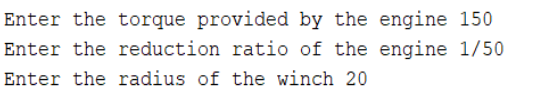 Enter the torque provided by the engine 150
Enter the reduction ratio of the engine 1/50
Enter the radius of the winch 20